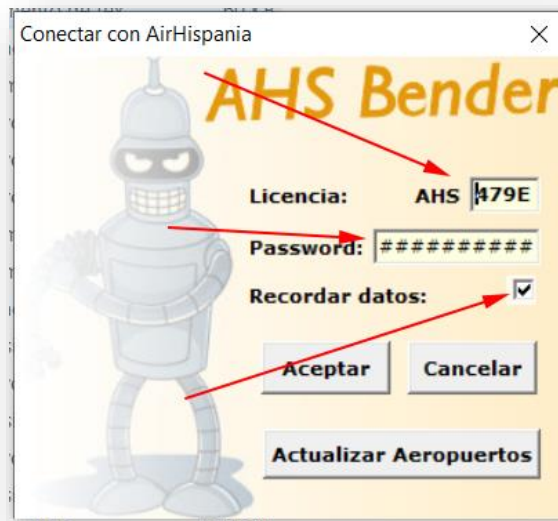 Conectar con AirHispania
AHS Bender
Licencia: AHS 479E
Password: ##########
Recordar datos:
Aceptar Cancelar
Actualizar Aeropuertos